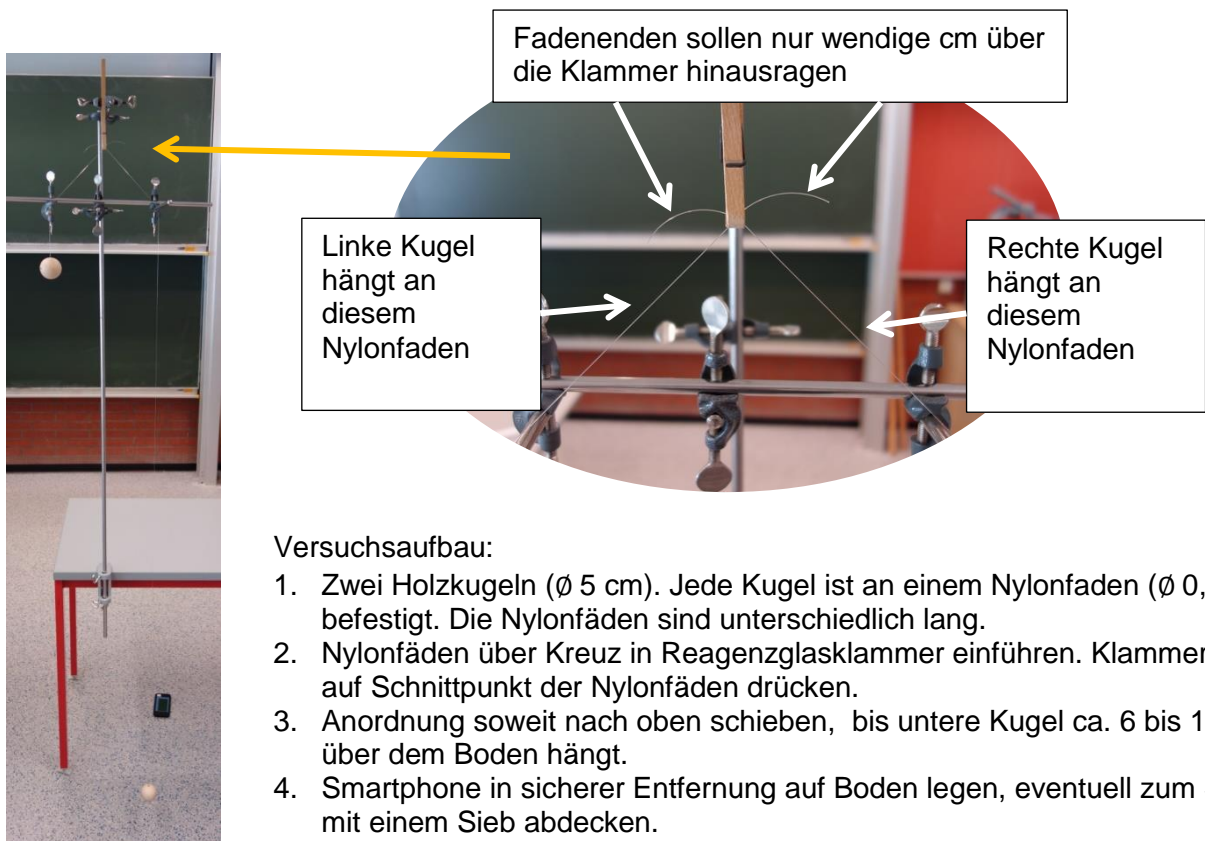 Fadenenden sollen nur wendige cm über
die Klammer hinausragen
Linke Kugel
hängt an
diesem
Nylonfaden
Rechte Kugel
hängt an
diesem
Nylonfaden
Versuchsaufbau:
1. Zwei Holzkugeln (Ø 5 cm). Jede Kugel ist an einem Nylonfaden (Ø 0,
befestigt. Die Nylonfäden sind unterschiedlich lang.
2. Nylonfäden über Kreuz in Reagenzglasklammer einführen. Klammer
auf Schnittpunkt der Nylonfäden drücken.
3. Anordnung soweit nach oben schieben, bis untere Kugel ca. 6 bis 1
über dem Boden hängt.
4. Smartphone in sicherer Entfernung auf Boden legen, eventuell zum
mit einem Sieb abdecken.